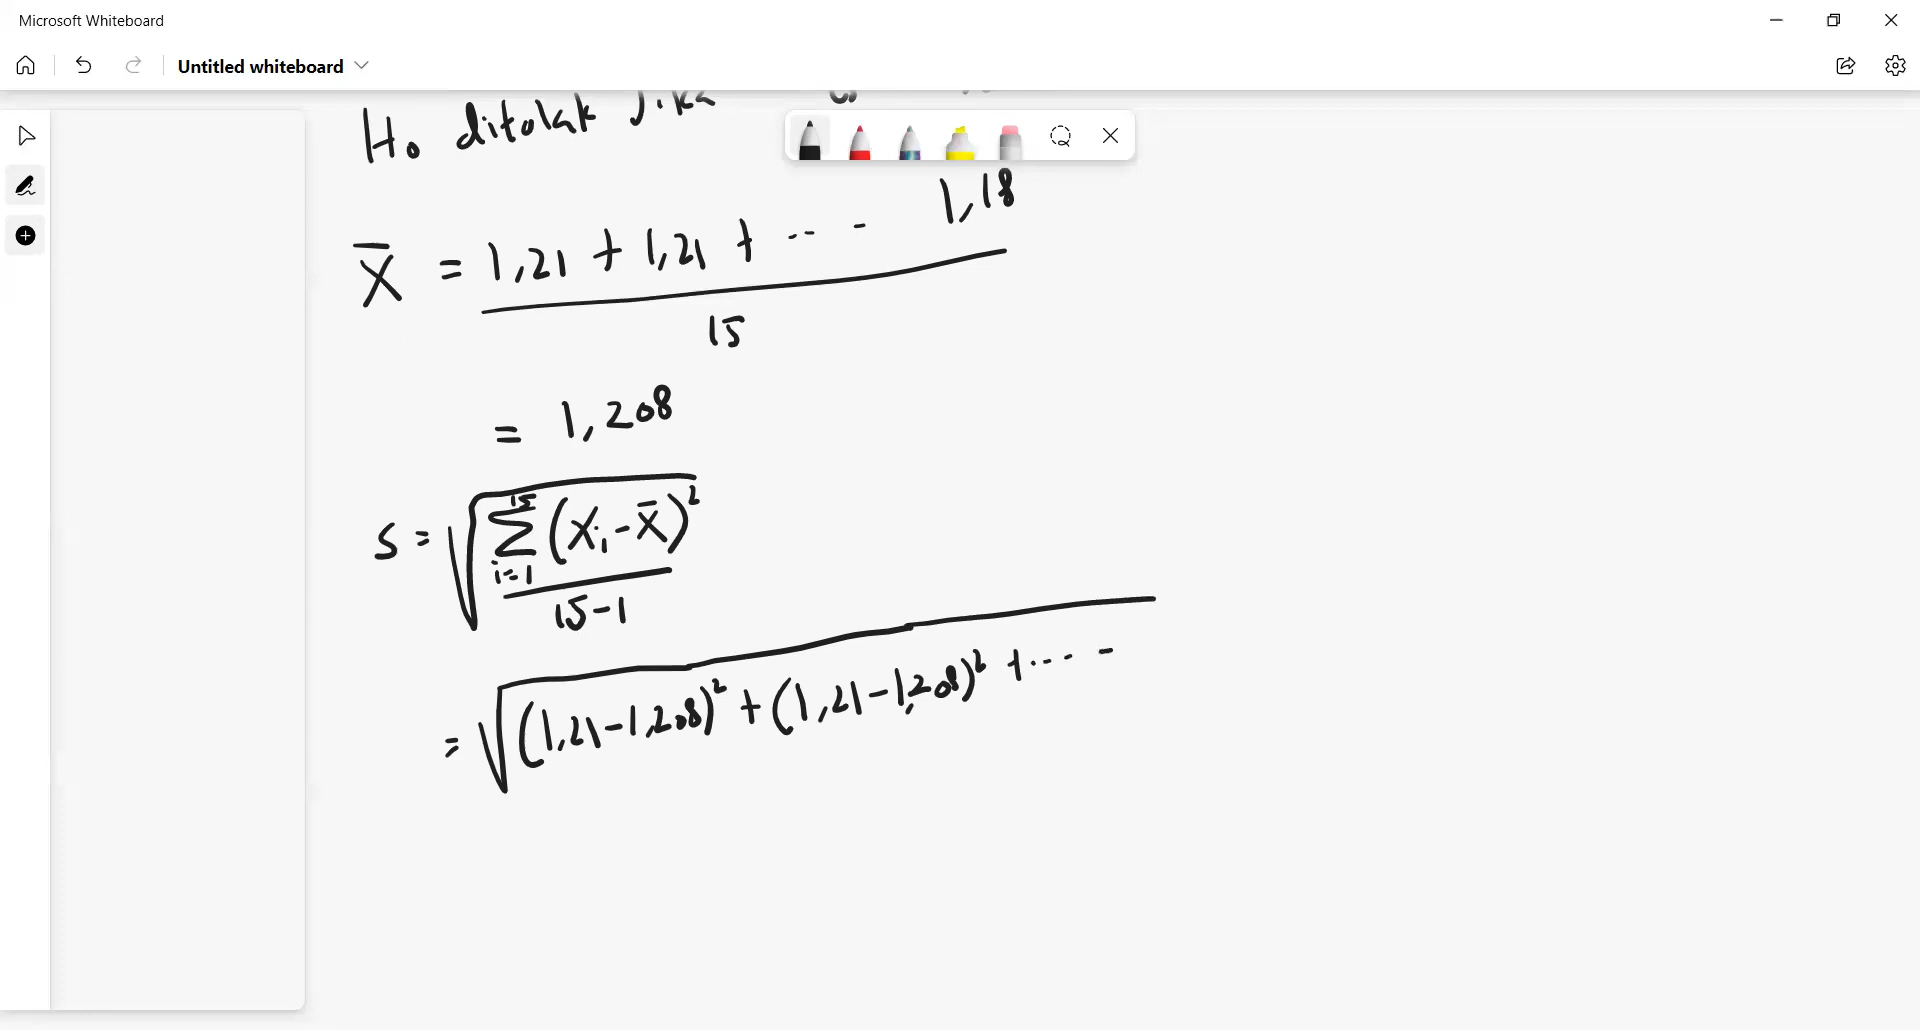 Microsoft Whiteboard
Untitled whiteboard
H₀ ditolak Jika
X̄ = 1,21 + 1,21 + ... - 1,18
15
= 1,208
S = √ 15 Σ i=1 (Xᵢ - X̄)²
15-1
= √ (1,21-1,208)² + (1,21-1,208)² + ... -